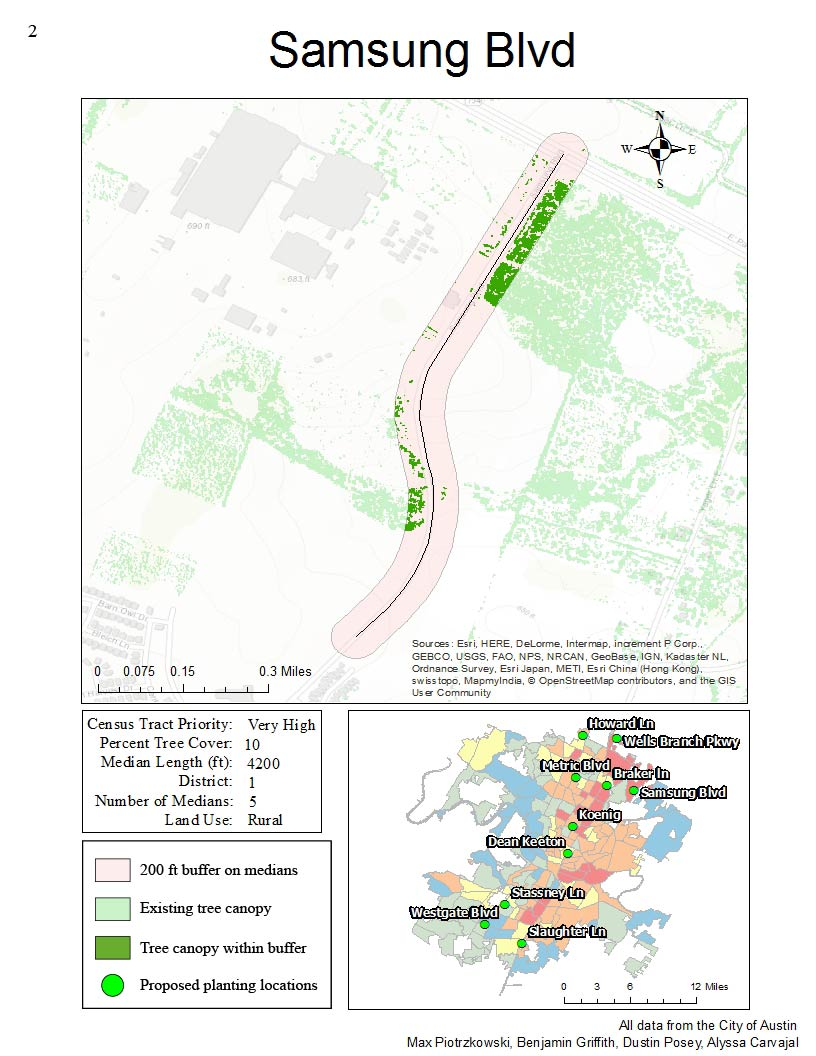 2
Samsung Blvd
N
W E
S
690 ft
683 ft
Barn Owl Dr
Bleich Ln
0 0.075 0.15 0.3 Miles
Sources: Esri, HERE, DeLorme, Intermap, increment P Corp.,
GEBCO, USGS, FAO, NPS, NRCAN, GeoBase, IGN, Kadaster NL,
Ordnance Survey, Esri Japan, METI, Esri China (Hong Kong),
swisstopo, MapmyIndia, © OpenStreetMap contributors, and the GIS
User Community
Census Tract Priority: Very High
Percent Tree Cover: 10
Median Length (ft): 4200
District: 1
Number of Medians: 5
Land Use: Rural
200 ft buffer on medians
Existing tree canopy
Tree canopy within buffer
Proposed planting locations
Howard Ln
Wells Branch Pkwy
Metric Blvd
Braker ln
Samsung Blvd
Koenig
Dean Keeton
Stassney Ln
Westgate Blvd
Slaughter Ln
0 3 6 12 Miles
All data from the City of Austin
Max Piotrzkowski, Benjamin Griffith, Dustin Posey, Alyssa Carvajal